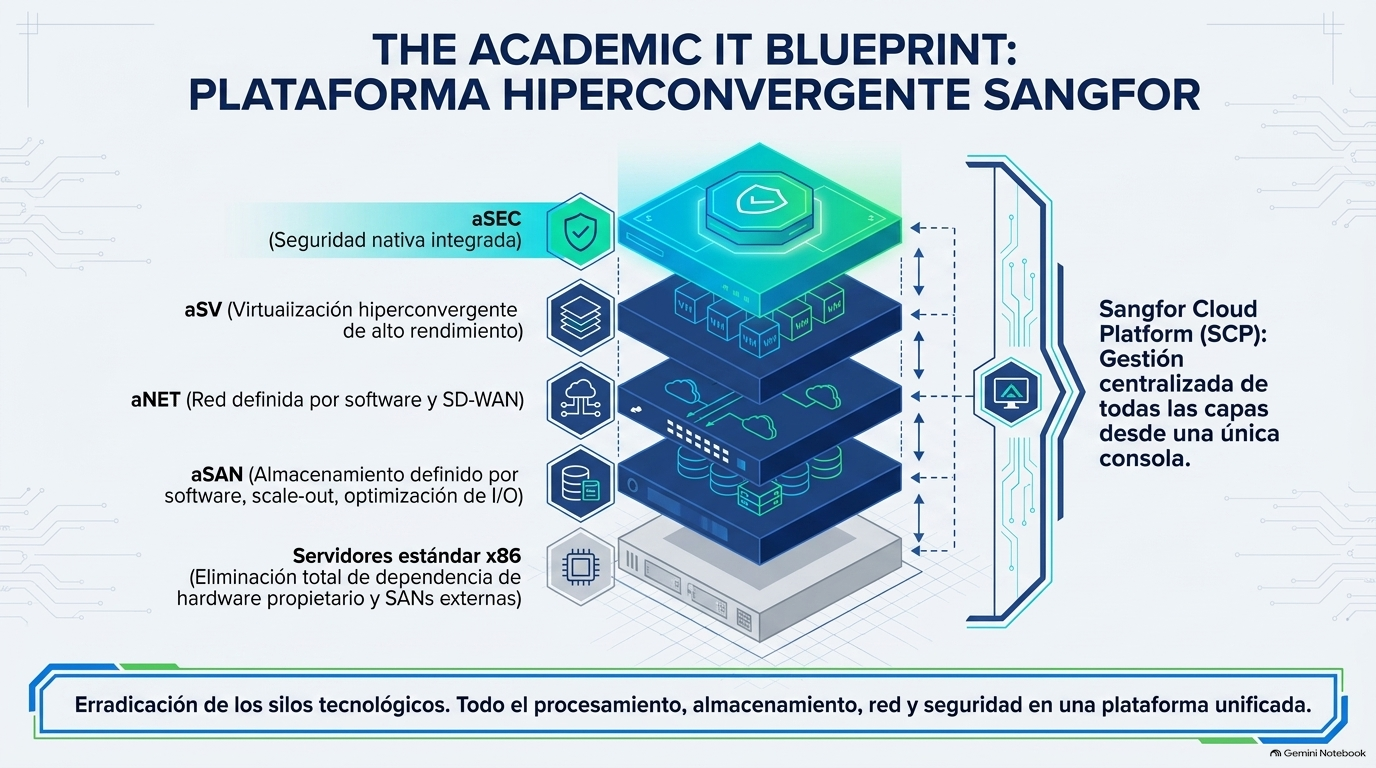 THE ACADEMIC IT BLUEPRINT:
PLATAFORMA HIPERCONVERGENTE SANGFOR
aSEC
(Seguridad nativa integrada)
aSV (Virtuaiización hiperconvergente
de alto rendimiento)
aNET (Red definida por software y SD-WAN)
aSAN (Almacenamiento definido por
software, scale-out, optimización de I/O)
Servidores estándar x86
(Eliminación total de dependencia de
hardware propietario y SANs externas)
Sangfor Cloud
Platform (SCP):
Gestión
centralizada de
todas las capas
desde una única
consola.
Erradicación de los silos tecnológicos. Todo el procesamiento, almacenamiento, red y seguridad en una plataforma unificada.
Gemini Notebook